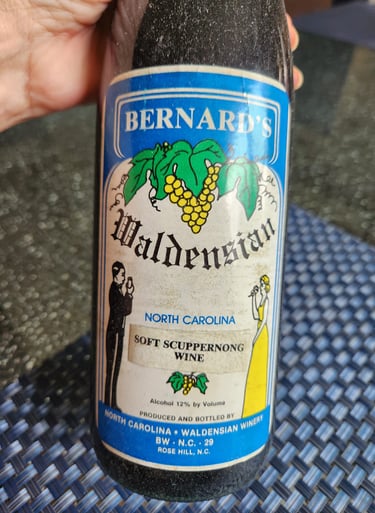 BERNARD'S
Waldensian
NORTH CAROLINA
SOFT SCUPPERNONG
WINE
Alcohol 12% by Volume
PRODUCED AND BOTTLED BY
NORTH CAROLINA • WALDENSIAN WINERY
BW - N.C. - 29
ROSE HILL, N.C.